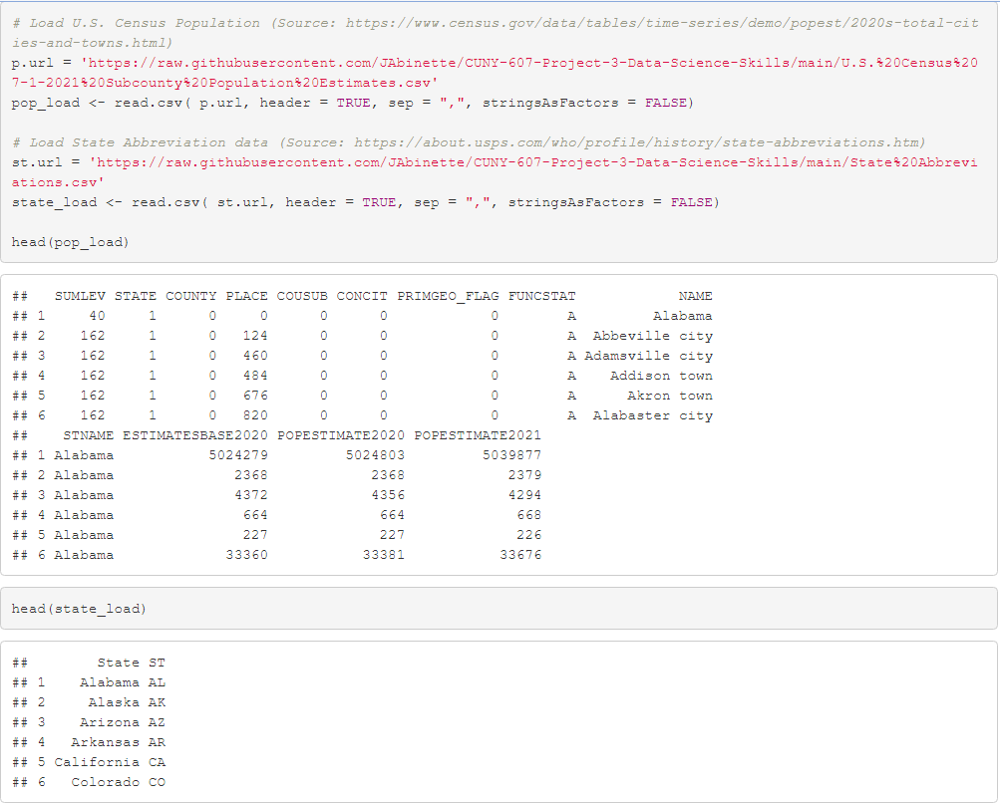 # Load U.S. Census Population (Source: https://www.census.gov/data/tables/time-series/demo/popest/2020s-total-cit
ies-and-towns.html)
p.url = 'https://raw.githubusercontent.com/JAbinette/CUNY-607-Project-3-Data-Science-Skills/main/U.S.%20Census%20
7-1-2021%20Subcounty%20Population%20Estimates.csv'
pop_load <- read.csv( p.url, header = TRUE, sep = ",", stringsAsFactors = FALSE)

# Load State Abbreviation data (Source: https://about.usps.com/who/profile/history/state-abbreviations.htm)
st.url = 'https://raw.githubusercontent.com/JAbinette/CUNY-607-Project-3-Data-Science-Skills/main/State%20Abbrevi
ations.csv'
state_load <- read.csv( st.url, header = TRUE, sep = ",", stringsAsFactors = FALSE)

head(pop_load)

##   SUMLEV STATE COUNTY PLACE COUSUB CONCIT PRIMGEO_FLAG FUNCSTAT            NAME
## 1     40     1      0     0      0      0            0        A         Alabama
## 2    162     1      0   124      0      0            0        A  Abbeville city
## 3    162     1      0   460      0      0            0        A Adamsville city
## 4    162     1      0   484      0      0            0        A    Addison town
## 5    162     1      0   676      0      0            0        A      Akron town
## 6    162     1      0   820      0      0            0        A  Alabaster city
##    STNAME ESTIMATESBASE2020 POPESTIMATE2020 POPESTIMATE2021
## 1 Alabama           5024279         5024803         5039877
## 2 Alabama              2368            2368            2379
## 3 Alabama              4372            4356            4294
## 4 Alabama               664             664             668
## 5 Alabama               227             227             226
## 6 Alabama             33360           33381           33676

head(state_load)

##        State ST
## 1    Alabama AL
## 2     Alaska AK
## 3    Arizona AZ
## 4   Arkansas AR
## 5 California CA
## 6   Colorado CO